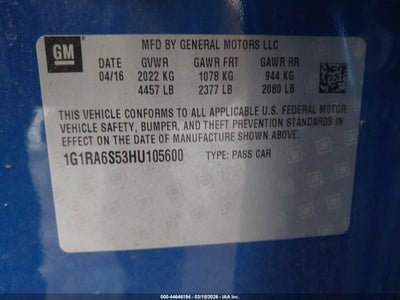 GM
MFD BY GENERAL MOTORS LLC
DATE GVWR GAWR FRT GAWR RR
04/16 2022 KG 1078 KG 944 KG
4457 LB 2377 LB 2080 LB
THIS VEHICLE CONFORMS TO ALL APPLICABLE U.S. FEDERAL MOTOR
VEHICLE SAFETY, BUMPER, AND THEFT PREVENTION STANDARDS IN
EFFECT ON THE DATE OF MANUFACTURE SHOWN ABOVE.
1G1RA6S53HU105600 TYPE: PASS CAR
000-44646184 - 03/18/2026 - IAAI COPART